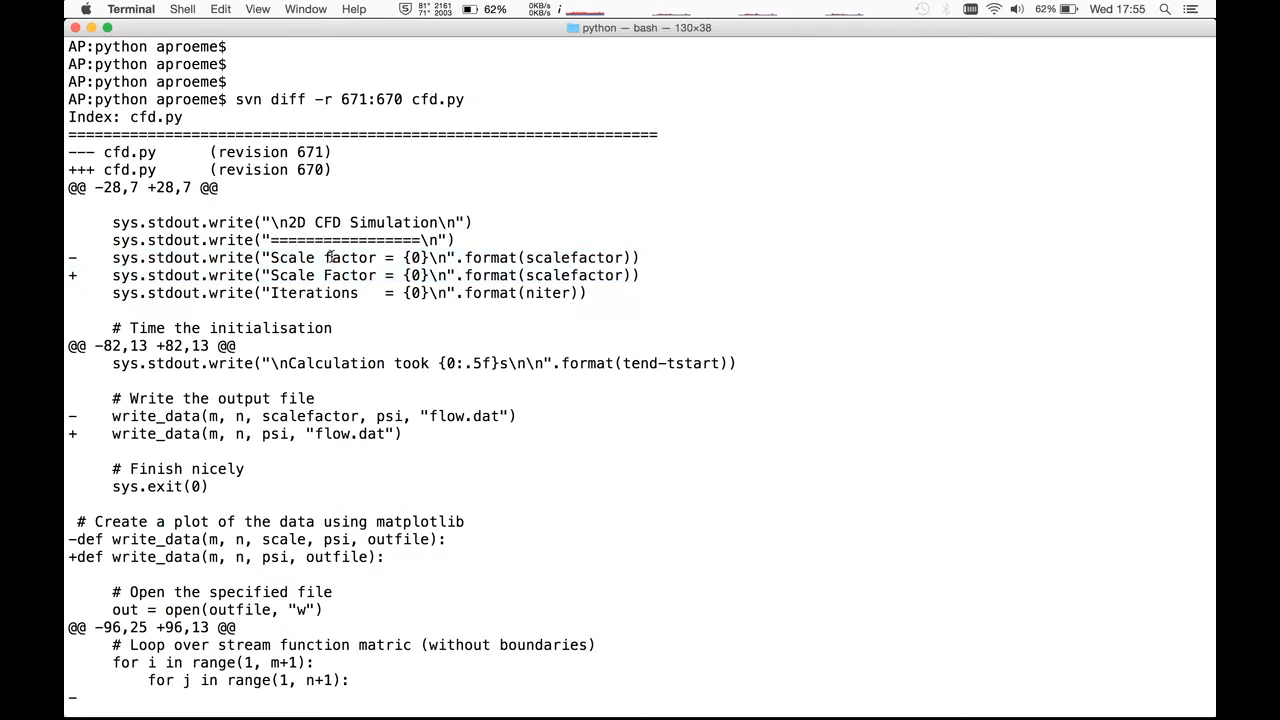 Terminal Shell Edit View Window Help 81° 2161 71° 2003 62% 0KB/s 0KB/s 62% Wed 17:55
python — bash — 130×38
AP:python aproeme$
AP:python aproeme$
AP:python aproeme$
AP:python aproeme$ svn diff -r 671:670 cfd.py
Index: cfd.py
===================================================================
--- cfd.py      (revision 671)
+++ cfd.py      (revision 670)
@@ -28,7 +28,7 @@
     sys.stdout.write("\n2D CFD Simulation\n")
     sys.stdout.write("=================\n")
-    sys.stdout.write("Scale factor = {0}\n".format(scalefactor))
+    sys.stdout.write("Scale Factor = {0}\n".format(scalefactor))
     sys.stdout.write("Iterations   = {0}\n".format(niter))
     # Time the initialisation
@@ -82,13 +82,13 @@
     sys.stdout.write("\nCalculation took {0:.5f}s\n\n".format(tend-tstart))
     # Write the output file
-    write_data(m, n, scalefactor, psi, "flow.dat")
+    write_data(m, n, psi, "flow.dat")
     # Finish nicely
     sys.exit(0)
 # Create a plot of the data using matplotlib
-def write_data(m, n, scale, psi, outfile):
+def write_data(m, n, psi, outfile):
     # Open the specified file
     out = open(outfile, "w")
@@ -96,25 +96,13 @@
     # Loop over stream function matric (without boundaries)
     for i in range(1, m+1):
         for j in range(1, n+1):
-